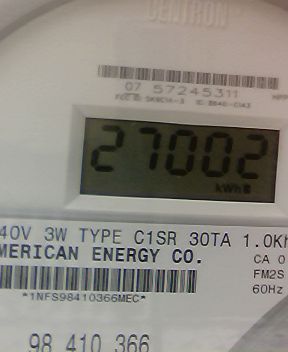 CENTRON
07 57245311
27002
kWh
40V 3W TYPE C1SR 30TA 1.0Kh
MERICAN ENERGY CO.
CA 0
FM2S
60Hz
*1NFS98410366MEC*
98 410 366